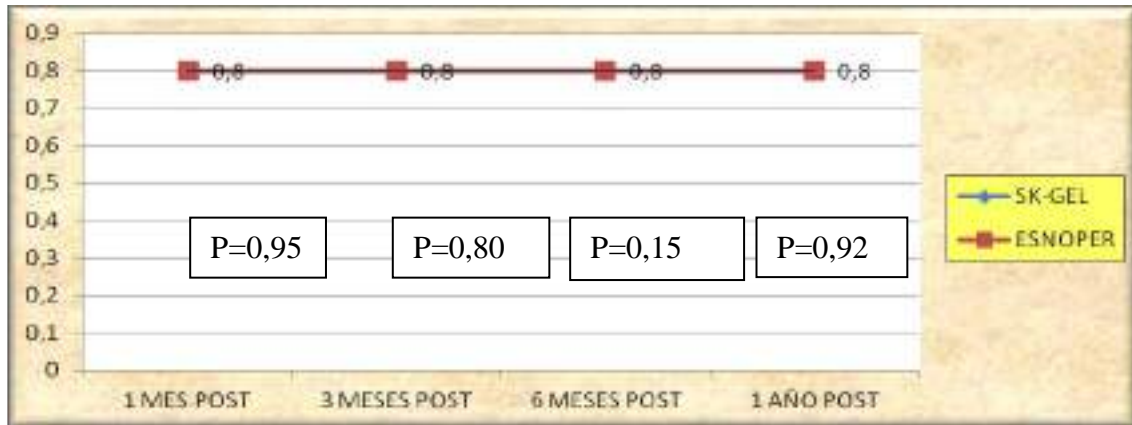 0,9
0,8 0,8 0,8 0,8 0,8
0,7
0,6
0,5
0,4
0,3
0,2
0,1
0
P=0,95 P=0,80 P=0,15 P=0,92
1 MES POST 3 MESES POST 6 MESES POST 1 AÑO POST
SK-GEL
ESNOPER